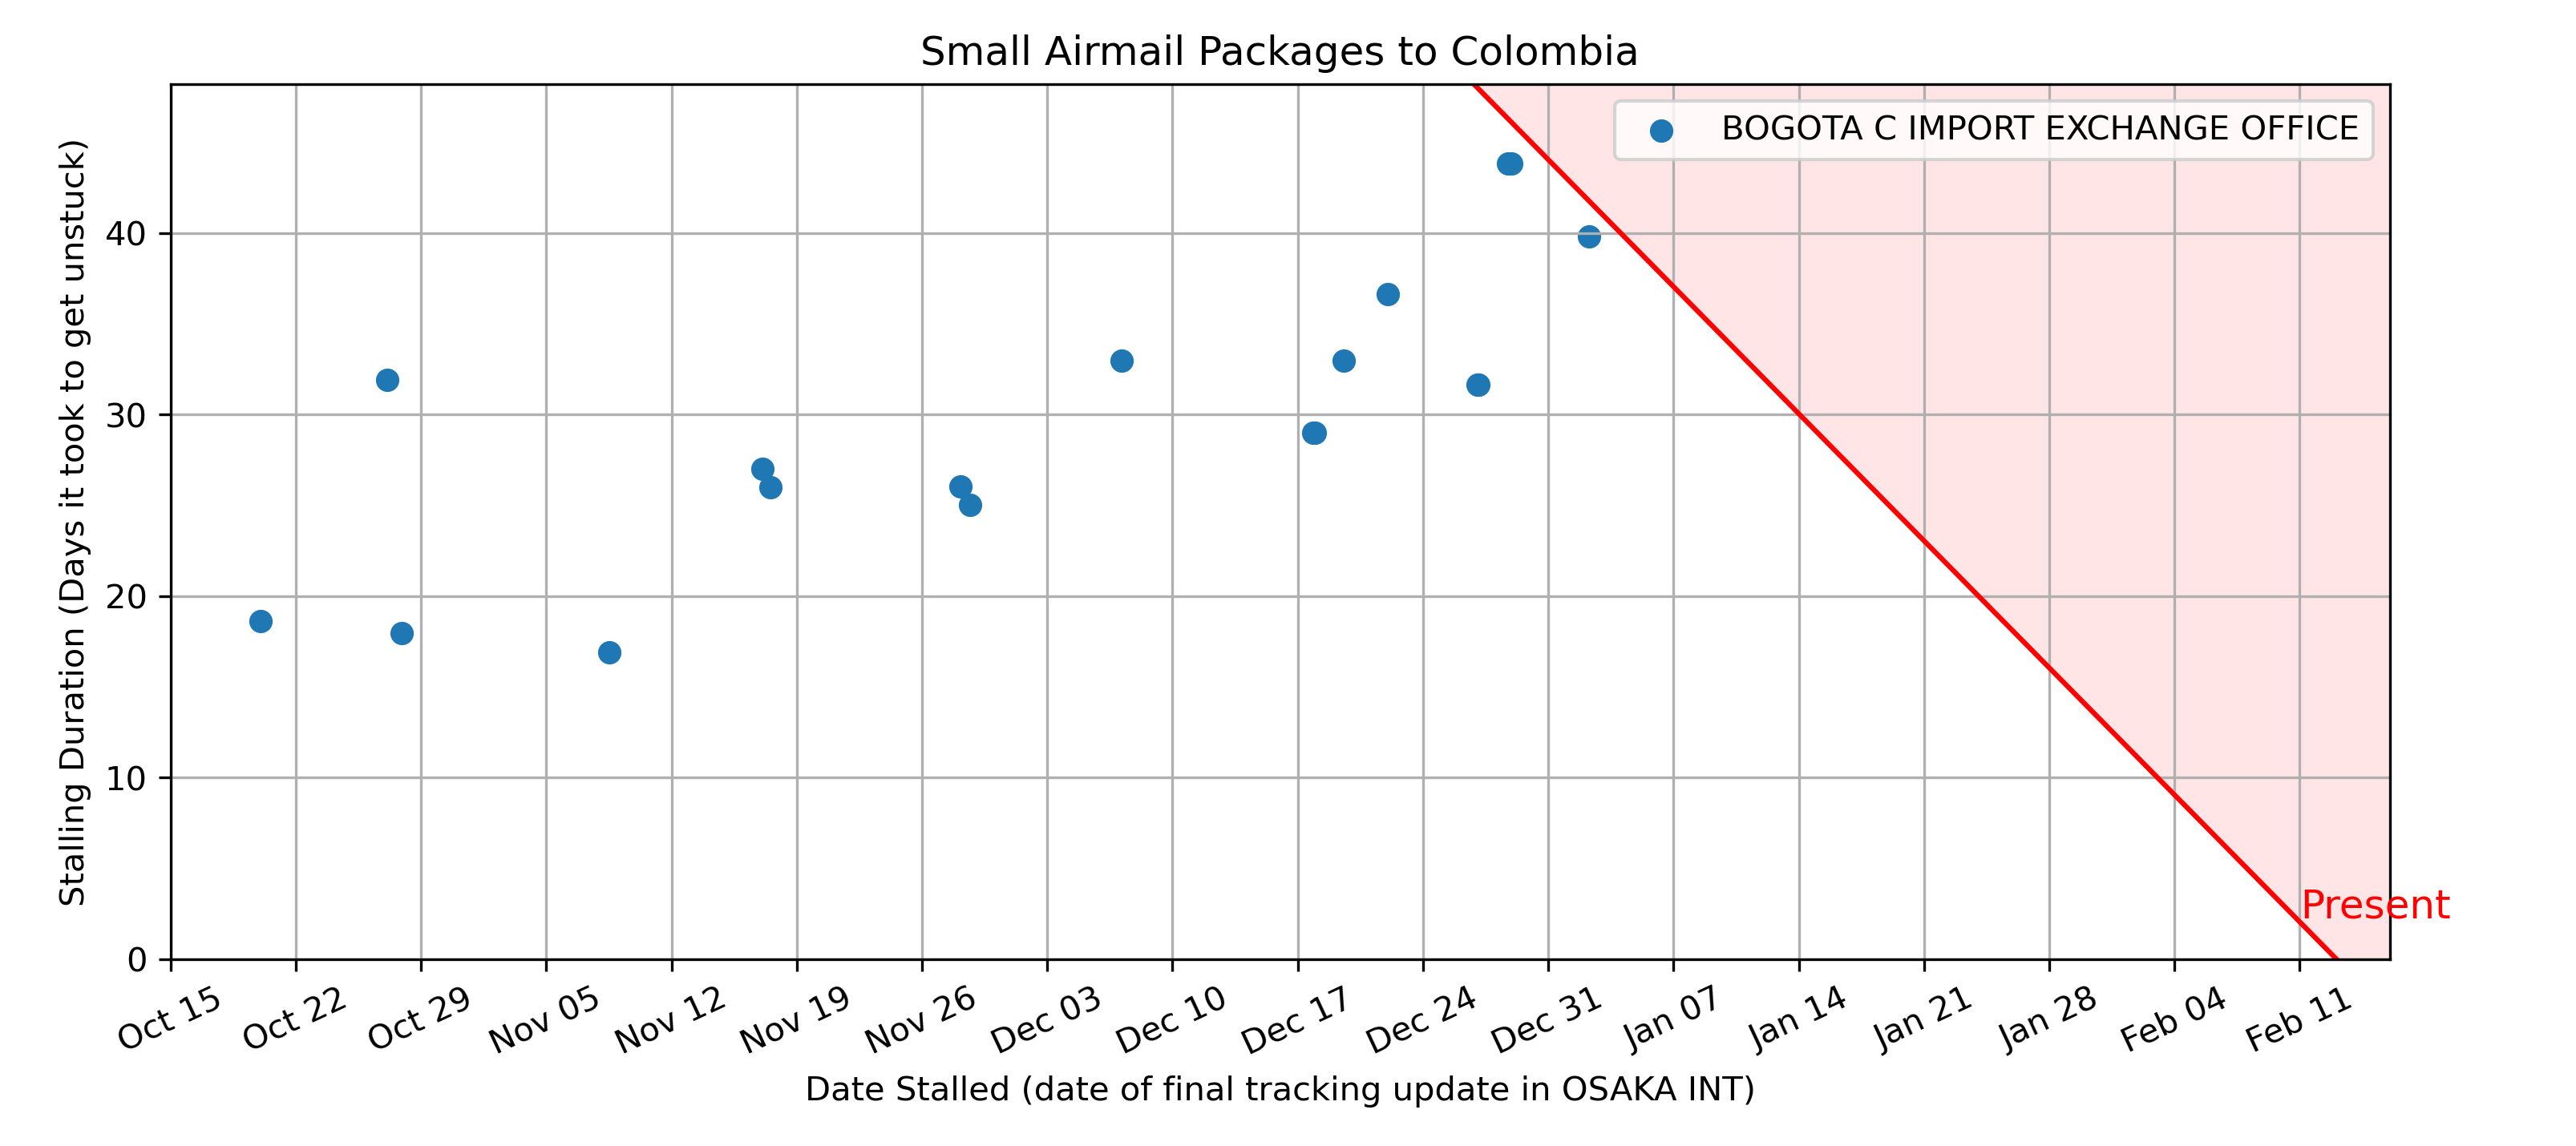 Small Airmail Packages to Colombia
BOGOTA C IMPORT EXCHANGE OFFICE
Stalling Duration (Days it took to get unstuck)
40
30
20
10
0
Present
Oct 15
Oct 22
Oct 29
Nov 05
Nov 12
Nov 19
Nov 26
Dec 03
Dec 10
Dec 17
Dec 24
Dec 31
Jan 07
Jan 14
Jan 21
Jan 28
Feb 04
Feb 11
Date Stalled (date of final tracking update in OSAKA INT)